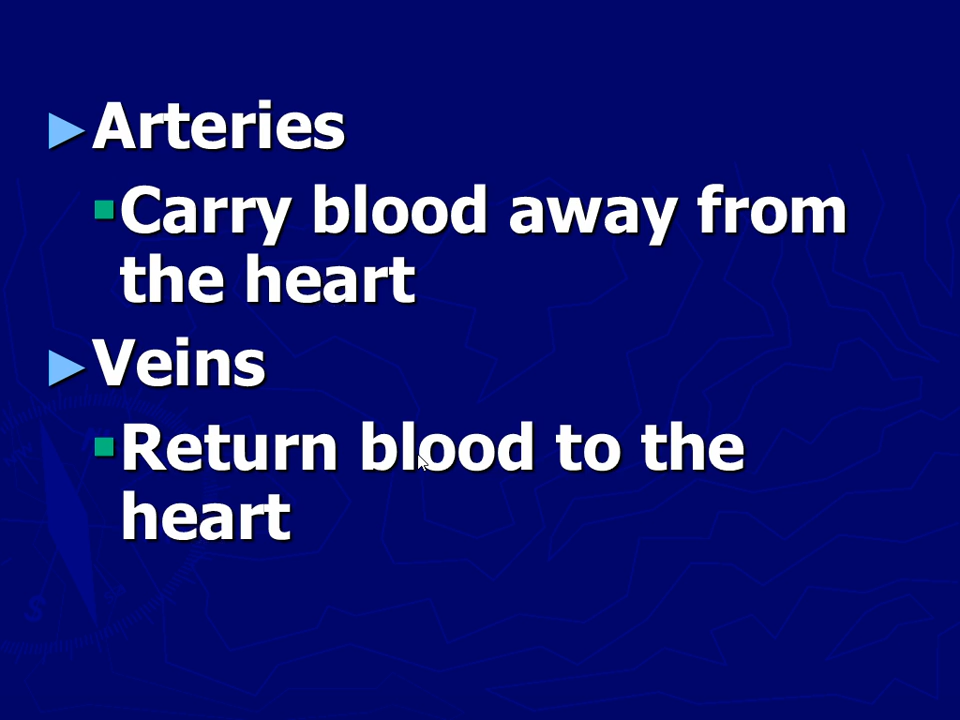 ►Arteries
▪Carry blood away from
the heart
►Veins
▪Return blood to the
heart
S